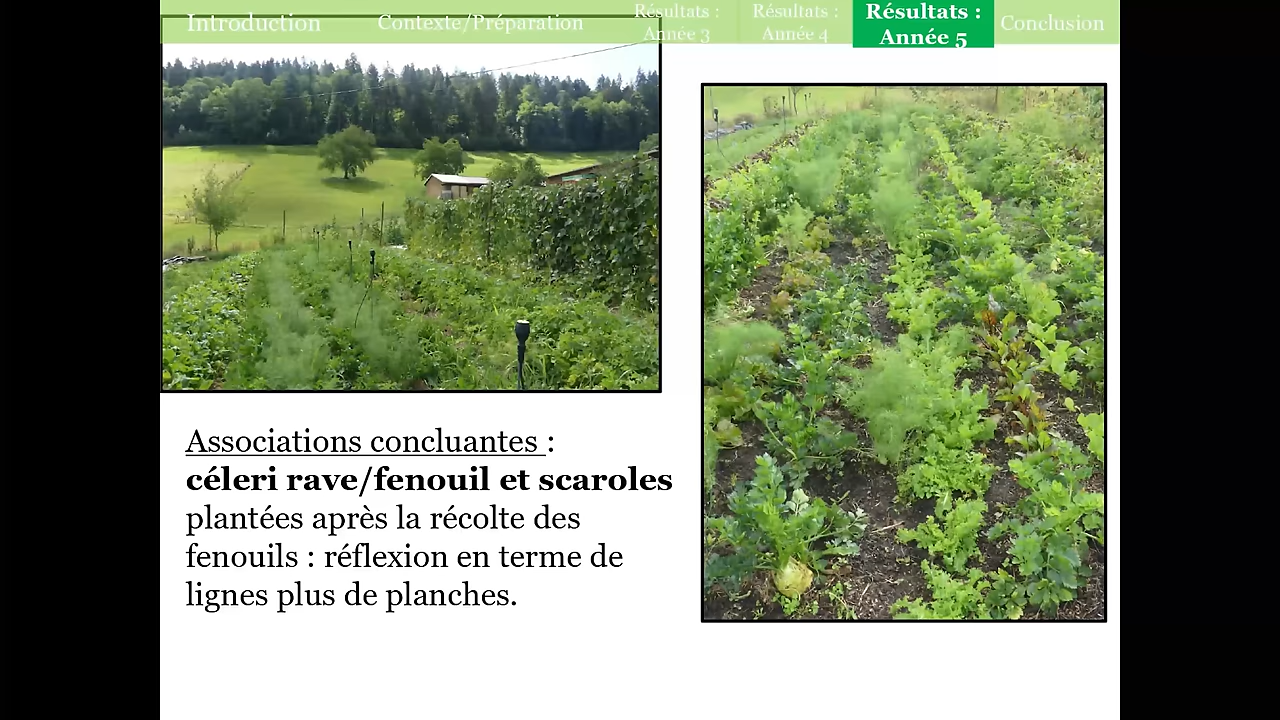 Introduction
Contexte/Préparation
Résultats :
Année 3
Résultats :
Année 4
Résultats :
Année 5
Conclusion
Associations concluantes :
céleri rave/fenouil et scaroles
plantées après la récolte des
fenouils : réflexion en terme de
lignes plus de planches.